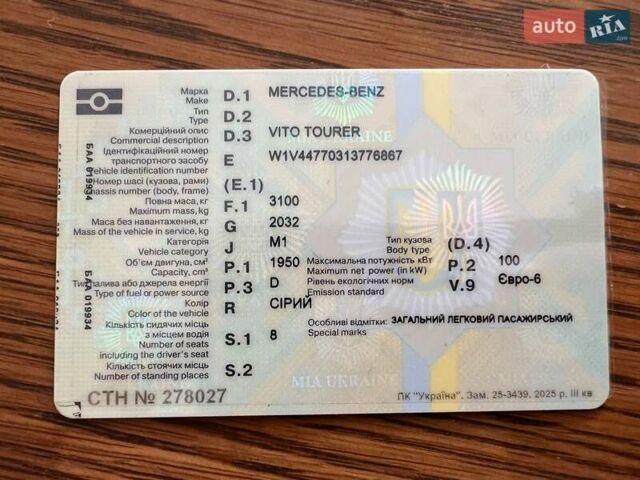 auto RIA .com
Марка D.1 MERCEDES-BENZ
Make
Тип D.2
Type
Комерційний опис D.3 VITO TOURER
Commercial description
Ідентифікаційний номер E W1V44770313776867
транспортного засобу
Vehicle identification number
Номер шасі (кузова, рами) (E.1)
Chassis number (body, frame)
Повна маса, кг F.1 3100
Maximum mass, kg
Маса без навантаження, кг G 2032
Mass of the vehicle in service, kg
Категорія J M1 Тип кузова (D.4)
Vehicle category Body type
Об'єм двигуна, см³ P.1 1950 Максимальна потужність кВт P.2 100
Capacity, cm³ Maximum net power (in kW)
Тип палива або джерела енергії P.3 D Рівень екологічних норм V.9 Євро-6
Type of fuel or power source Emission standard
Колір R СІРИЙ
Color of the vehicle
Кількість сидячих місць S.1 8 Особливі відмітки: ЗАГАЛЬНИЙ ЛЕГКОВИЙ ПАСАЖИРСЬКИЙ
з місцем водія Special marks
Number of seats
including the driver's seat
Кількість стоячих місць S.2
Number of standing places
MIA UKRAINE
СТН № 278027
ПК "Україна". Зам. 25-3439. 2025 р. III кв
БАА 019934
БАА 019934